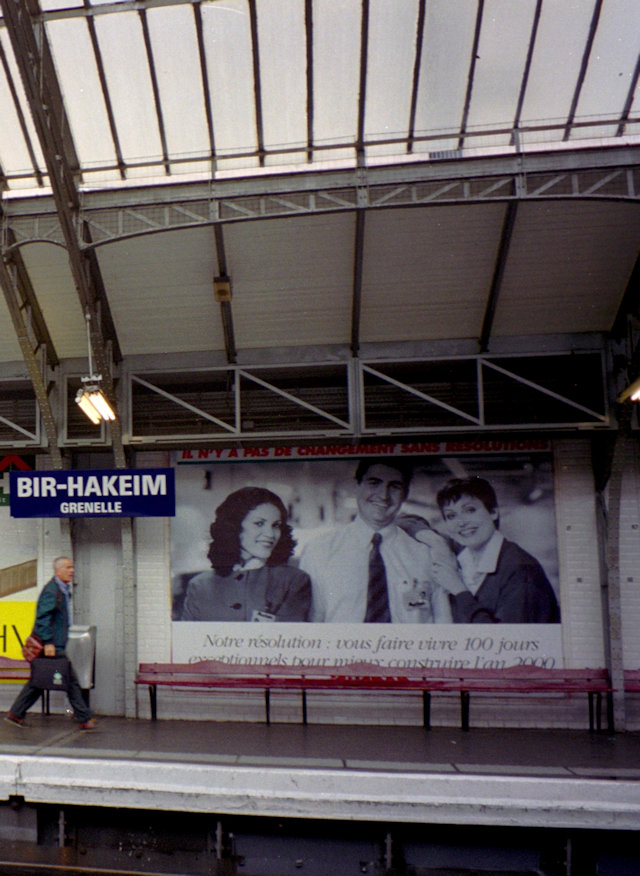 IL N'Y A PAS DE CHANGEMENT SANS RESOLUTIONS
BIR-HAKEIM
GRENELLE
Notre résolution : vous faire vivre 100 jours
exceptionnels pour mieux construire l'an 2000